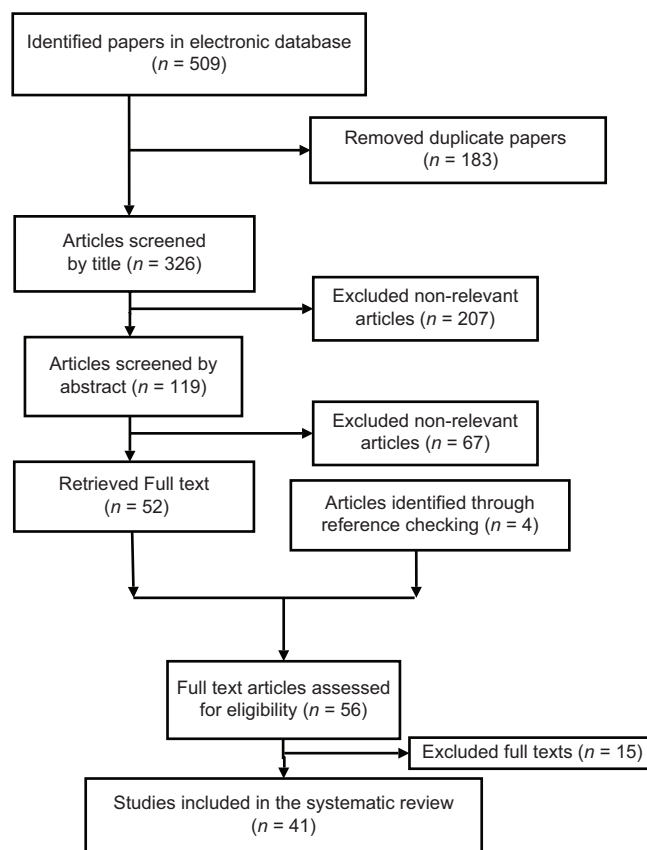 Identified papers in electronic database
(n = 509)
Removed duplicate papers
(n = 183)
Articles screened
by title (n = 326)
Excluded non-relevant
articles (n = 207)
Articles screened by
abstract (n = 119)
Excluded non-relevant
articles (n = 67)
Retrieved Full text
(n = 52)
Articles identified through
reference checking (n = 4)
Full text articles assessed
for eligibility (n = 56)
Excluded full texts (n = 15)
Studies included in the systematic review
(n = 41)